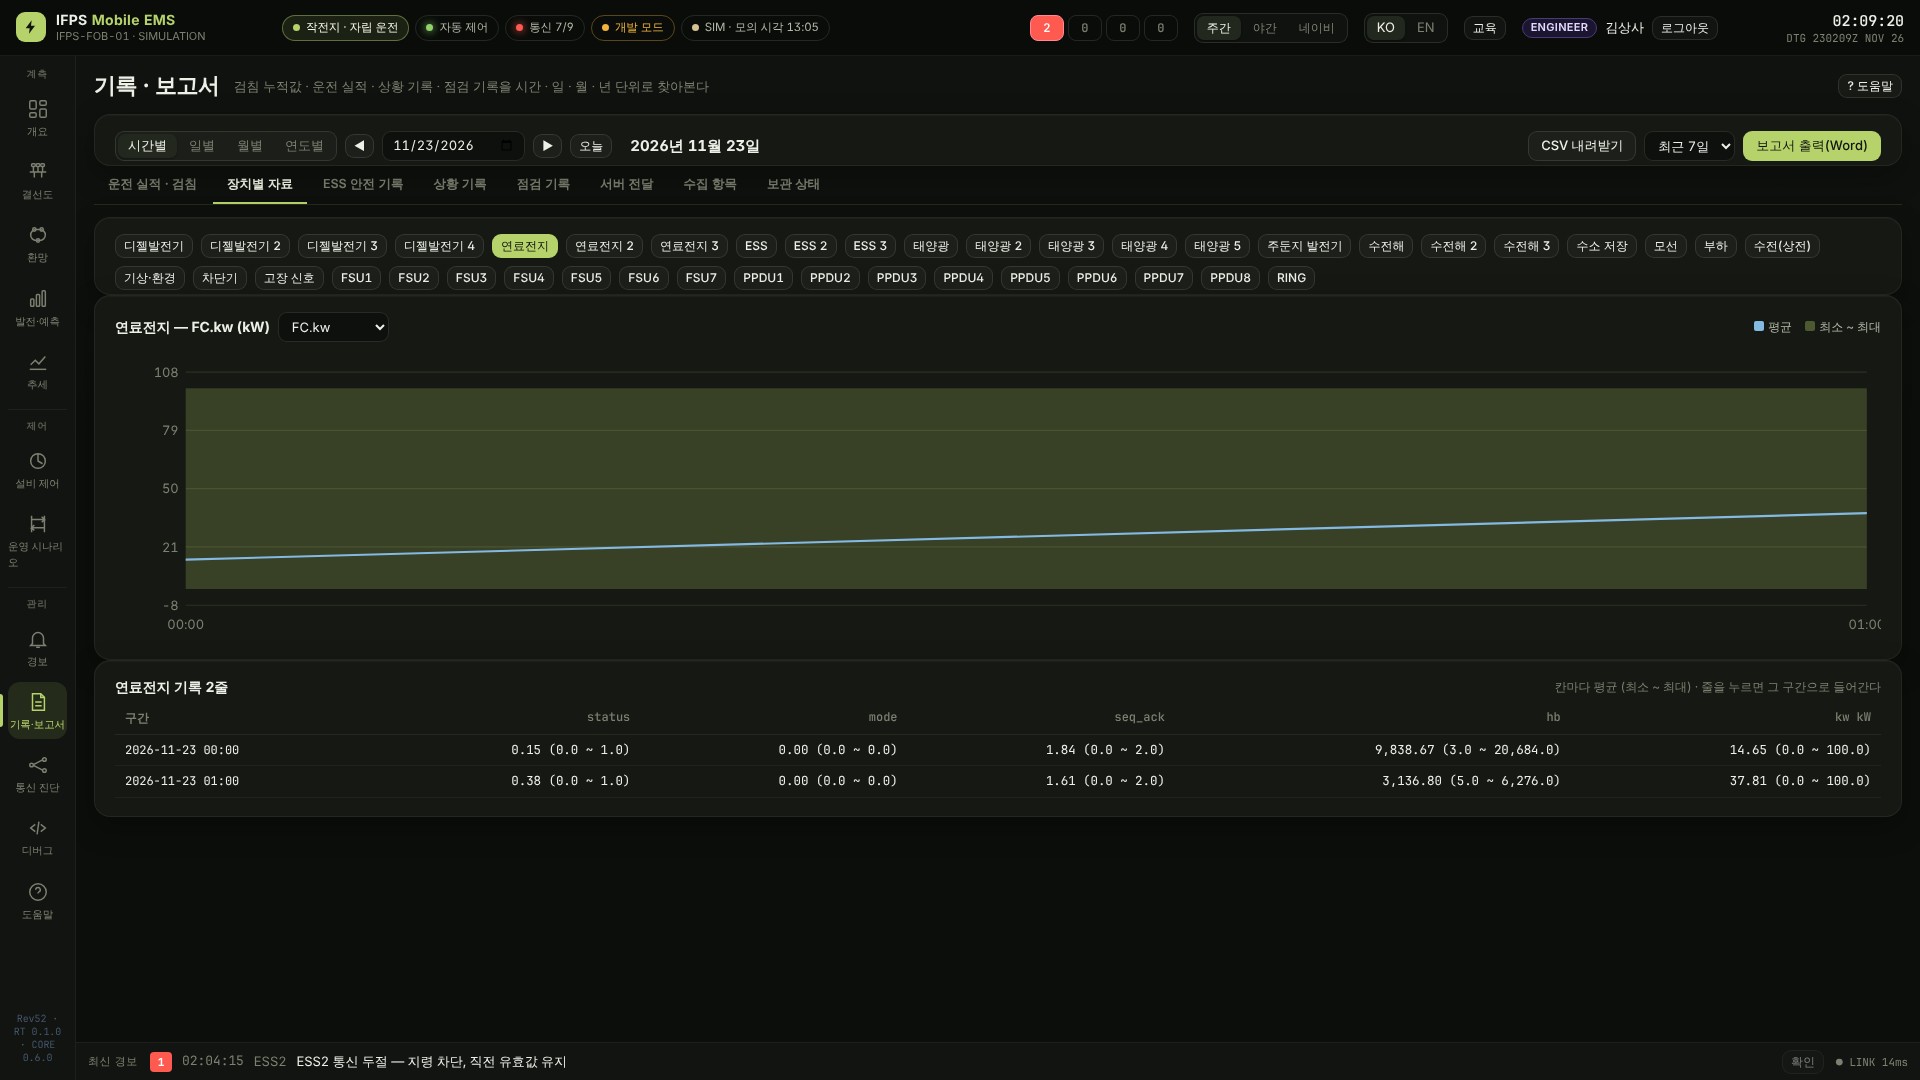 IFPS Mobile EMS
IFPS-FOB-01 · SIMULATION
작전지 · 자립 운전
자동 제어
통신 7/9
개발 모드
SIM · 모의 시각 13:05
2 0 0 0
주간 야간 네이비
KO EN
교육
ENGINEER 김상사 로그아웃
02:09:20
DTG 230209Z NOV 26
계측
개요
결선도
환망
발전·예측
추세
제어
설비 제어
운영 시나리
오
관리
경보
기록·보고서
통신 진단
디버그
도움말
Rev52 ·
RT 0.1.0
· CORE
0.6.0
기록 · 보고서
검침 누적값 · 운전 실적 · 상황 기록 · 점검 기록을 시간 · 일 · 월 · 년 단위로 찾아본다
? 도움말
시간별 일별 월별 연도별 ◀ 11/23/2026 ▶ 오늘 2026년 11월 23일
CSV 내려받기 최근 7일 보고서 출력(Word)
운전 실적 · 검침 장치별 자료 ESS 안전 기록 상황 기록 점검 기록 서버 전달 수집 항목 보관 상태
디젤발전기 디젤발전기 2 디젤발전기 3 디젤발전기 4 연료전지 연료전지 2 연료전지 3 ESS ESS 2 ESS 3 태양광 태양광 2 태양광 3 태양광 4 태양광 5 주둔지 발전기 수전해 수전해 2 수전해 3 수소 저장 모선 부하 수전(상전)
기상·환경 차단기 고장 신호 FSU1 FSU2 FSU3 FSU4 FSU5 FSU6 FSU7 PPDU1 PPDU2 PPDU3 PPDU4 PPDU5 PPDU6 PPDU7 PPDU8 RING
연료전지 — FC.kw (kW) FC.kw
평균 최소 ~ 최대
108
79
50
21
-8
00:00 01:00
연료전지 기록 2줄
칸마다 평균 (최소 ~ 최대) · 줄을 누르면 그 구간으로 들어간다
구간 status mode seq_ack hb kw kW
2026-11-23 00:00 0.15 (0.0 ~ 1.0) 0.00 (0.0 ~ 0.0) 1.84 (0.0 ~ 2.0) 9,838.67 (3.0 ~ 20,684.0) 14.65 (0.0 ~ 100.0)
2026-11-23 01:00 0.38 (0.0 ~ 1.0) 0.00 (0.0 ~ 0.0) 1.61 (0.0 ~ 2.0) 3,136.80 (5.0 ~ 6,276.0) 37.81 (0.0 ~ 100.0)
최신 경보 1 02:04:15 ESS2 ESS2 통신 두절 — 지령 차단, 직전 유효값 유지
확인 LINK 14ms